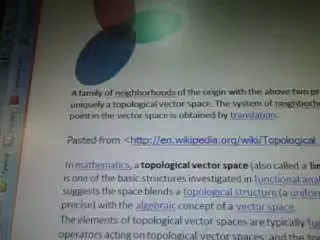 A family of neighborhoods of the origin with the above two pr
uniquely a topological vector space. The system of neighborho
point in the vector space is obtained by translation.
Pasted from <http://en.wikipedia.org/wiki/Topological
In mathematics, a topological vector space (also called a lin
is one of the basic structures investigated in functional anal
suggests the space blends a topological structure (a uniform
precise) with the algebraic concept of a vector space.
The elements of topological vector spaces are typically fu
operators acting on topological vector spaces, and the to